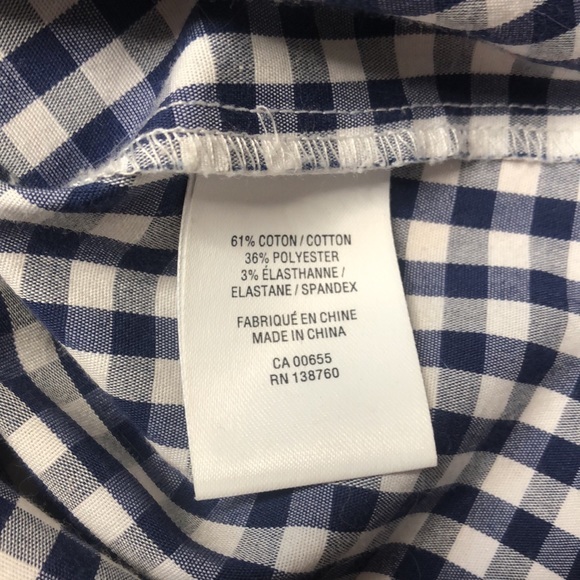 61% COTON / COTTON
36% POLYESTER
3% ÉLASTHANNE /
ELASTANE / SPANDEX
FABRIQUÉ EN CHINE
MADE IN CHINA
CA 00655
RN 138760